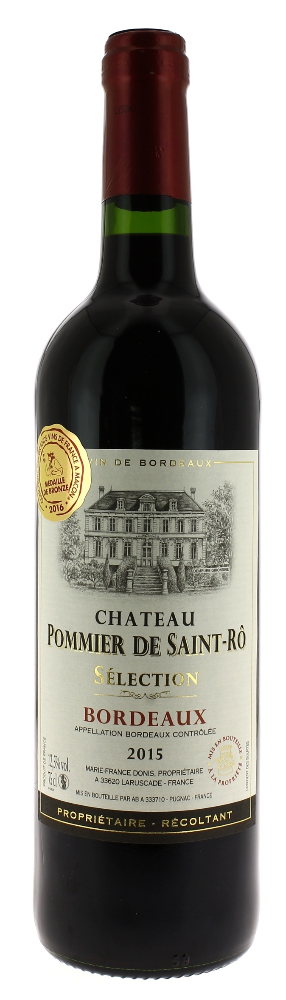 VIN DE BORDEAUX
GRANDS VINS DE FRANCE A MACON
MEDAILLE
DE BRONZE
2016
DEMEURE GIRONDINE
CHATEAU
POMMIER DE SAINT-RÔ
SÉLECTION
BORDEAUX
APPELLATION BORDEAUX CONTRÔLÉE
2015
PRODUIT DE FRANCE
12,5% vol.
75 cl
MARIE-FRANCE DONIS, PROPRIÉTAIRE
A 33620 LARUSCADE - FRANCE
MIS EN BOUTEILLE PAR AB A 333710 - PUGNAC - FRANCE
MIS EN BOUTEILLE
À LA PROPRIÉTÉ
CONTIENT DES SULFITES
PROPRIÉTAIRE - RÉCOLTANT